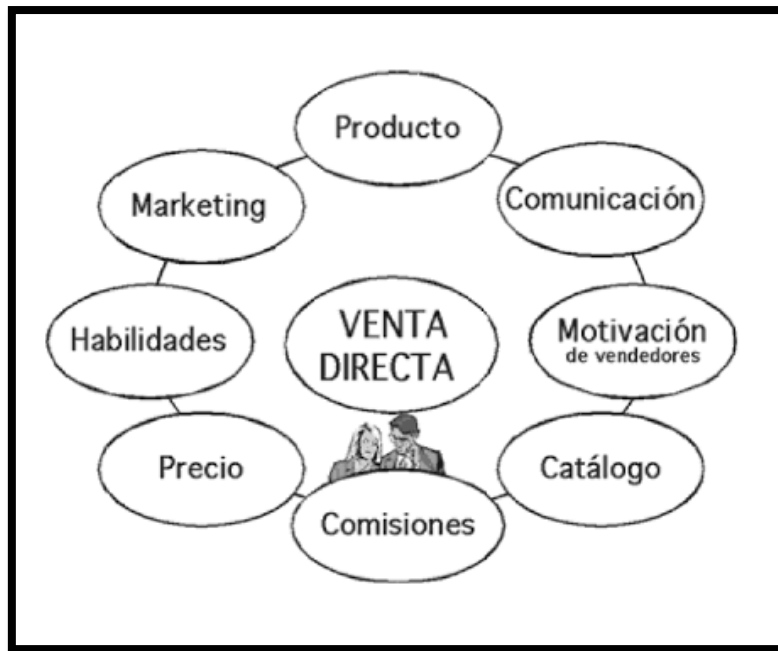 Producto
Marketing
Comunicación
Habilidades
VENTA
DIRECTA
Motivación
de vendedores
Precio
Catálogo
Comisiones